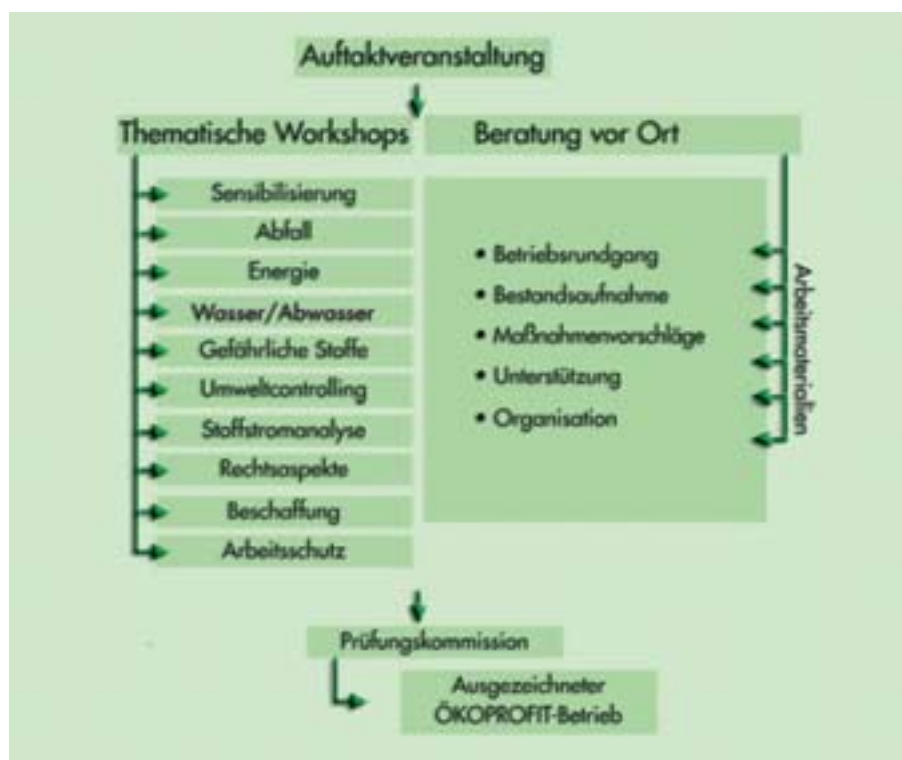 Auftaktveranstaltung
Thematische Workshops
Sensibilisierung
Abfall
Energie
Wasser/Abwasser
Gefährliche Stoffe
Umweltcontrolling
Stoffstromanalyse
Rechtsaspekte
Beschaffung
Arbeitsschutz
Beratung vor Ort
• Betriebsrundgang
• Bestandsaufnahme
• Maßnahmenvorschläge
• Unterstützung
• Organisation
Arbeitsmaterialien
Prüfungskommission
Ausgezeichneter
ÖKOPROFIT-Betrieb